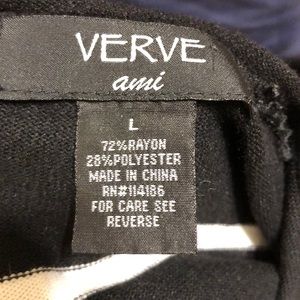 VERVE
ami
L
72%RAYON
28%POLYESTER
MADE IN CHINA
RN#114186
FOR CARE SEE
REVERSE